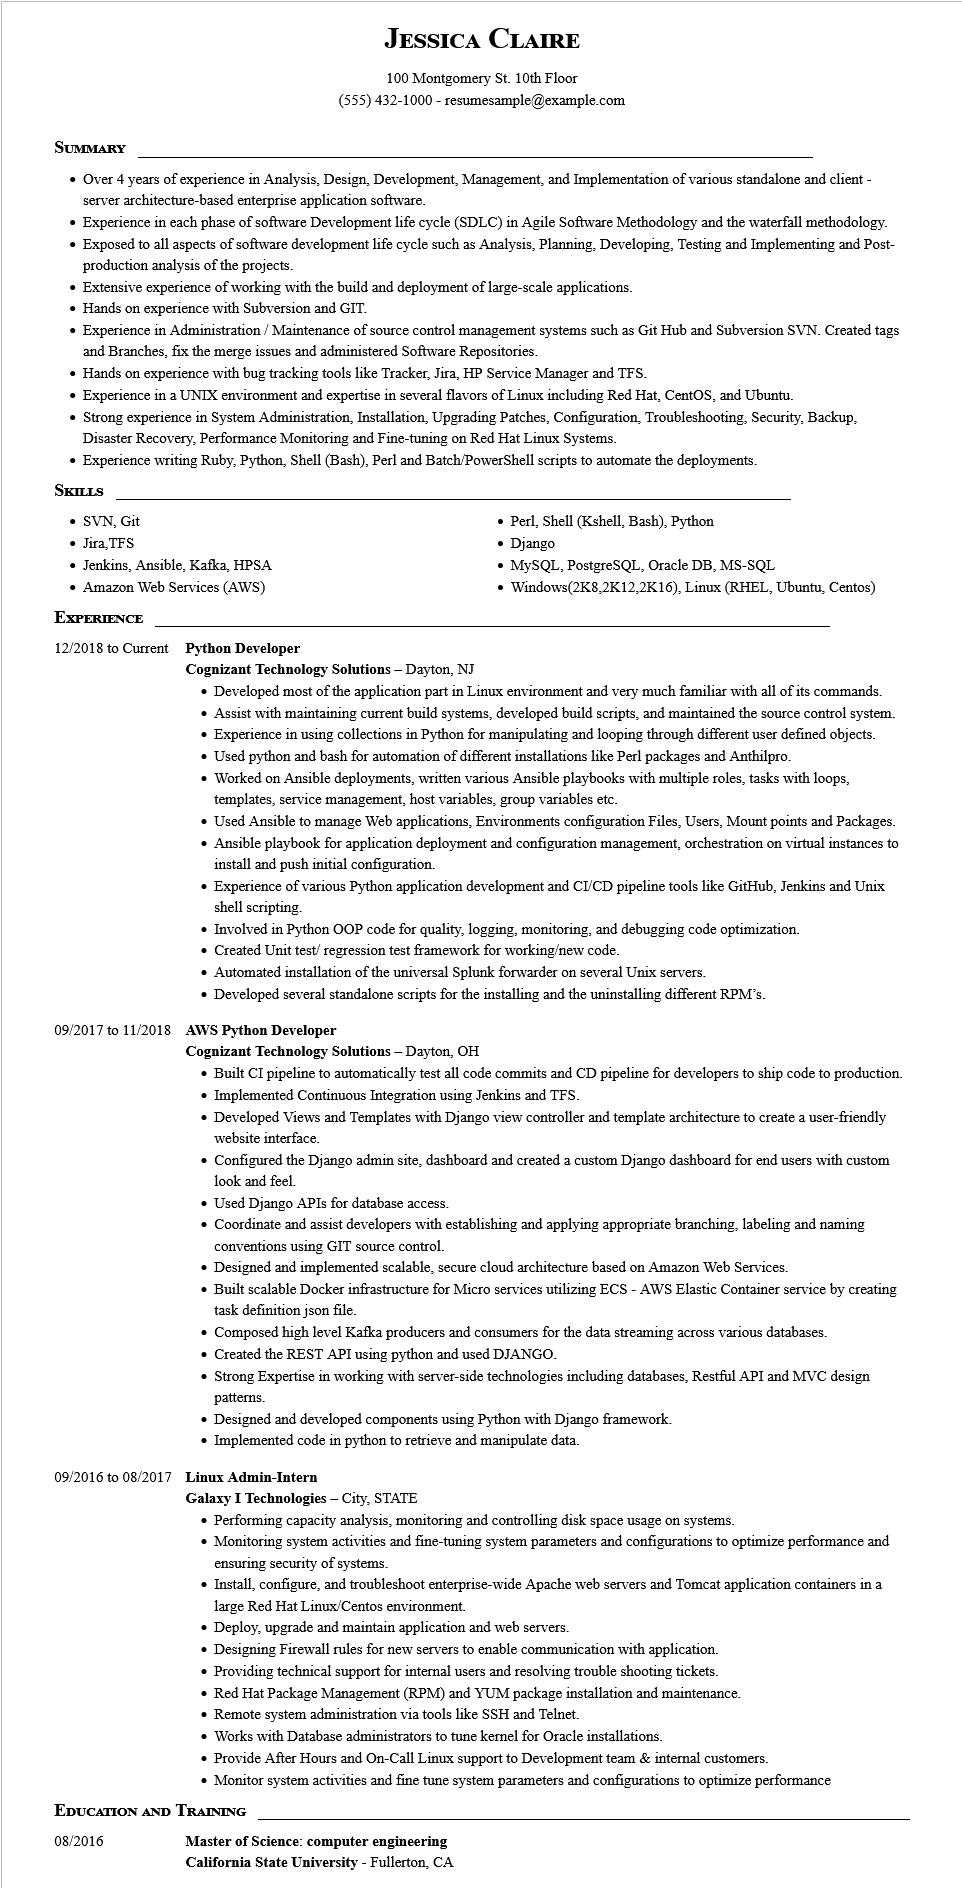 Jessica Claire
100 Montgomery St. 10th Floor
(555) 432-1000 - resumesample@example.com
Summary
• Over 4 years of experience in Analysis, Design, Development, Management, and Implementation of various standalone and client -
server architecture-based enterprise application software.
• Experience in each phase of software Development life cycle (SDLC) in Agile Software Methodology and the waterfall methodology.
• Exposed to all aspects of software development life cycle such as Analysis, Planning, Developing, Testing and Implementing and Post-
production analysis of the projects.
• Extensive experience of working with the build and deployment of large-scale applications.
• Hands on experience with Subversion and GIT.
• Experience in Administration / Maintenance of source control management systems such as Git Hub and Subversion SVN. Created tags
and Branches, fix the merge issues and administered Software Repositories.
• Hands on experience with bug tracking tools like Tracker, Jira, HP Service Manager and TFS.
• Experience in a UNIX environment and expertise in several flavors of Linux including Red Hat, CentOS, and Ubuntu.
• Strong experience in System Administration, Installation, Upgrading Patches, Configuration, Troubleshooting, Security, Backup,
Disaster Recovery, Performance Monitoring and Fine-tuning on Red Hat Linux Systems.
• Experience writing Ruby, Python, Shell (Bash), Perl and Batch/PowerShell scripts to automate the deployments.
Skills
• SVN, Git
• Jira,TFS
• Jenkins, Ansible, Kafka, HPSA
• Amazon Web Services (AWS)
• Perl, Shell (Kshell, Bash), Python
• Django
• MySQL, PostgreSQL, Oracle DB, MS-SQL
• Windows(2K8,2K12,2K16), Linux (RHEL, Ubuntu, Centos)
Experience
12/2018 to Current Python Developer
Cognizant Technology Solutions – Dayton, NJ
• Developed most of the application part in Linux environment and very much familiar with all of its commands.
• Assist with maintaining current build systems, developed build scripts, and maintained the source control system.
• Experience in using collections in Python for manipulating and looping through different user defined objects.
• Used python and bash for automation of different installations like Perl packages and Anthilpro.
• Worked on Ansible deployments, written various Ansible playbooks with multiple roles, tasks with loops,
templates, service management, host variables, group variables etc.
• Used Ansible to manage Web applications, Environments configuration Files, Users, Mount points and Packages.
• Ansible playbook for application deployment and configuration management, orchestration on virtual instances to
install and push initial configuration.
• Experience of various Python application development and CI/CD pipeline tools like GitHub, Jenkins and Unix
shell scripting.
• Involved in Python OOP code for quality, logging, monitoring, and debugging code optimization.
• Created Unit test/ regression test framework for working/new code.
• Automated installation of the universal Splunk forwarder on several Unix servers.
• Developed several standalone scripts for the installing and the uninstalling different RPM’s.
09/2017 to 11/2018 AWS Python Developer
Cognizant Technology Solutions – Dayton, OH
• Built CI pipeline to automatically test all code commits and CD pipeline for developers to ship code to production.
• Implemented Continuous Integration using Jenkins and TFS.
• Developed Views and Templates with Django view controller and template architecture to create a user-friendly
website interface.
• Configured the Django admin site, dashboard and created a custom Django dashboard for end users with custom
look and feel.
• Used Django APIs for database access.
• Coordinate and assist developers with establishing and applying appropriate branching, labeling and naming
conventions using GIT source control.
• Designed and implemented scalable, secure cloud architecture based on Amazon Web Services.
• Built scalable Docker infrastructure for Micro services utilizing ECS - AWS Elastic Container service by creating
task definition json file.
• Composed high level Kafka producers and consumers for the data streaming across various databases.
• Created the REST API using python and used DJANGO.
• Strong Expertise in working with server-side technologies including databases, Restful API and MVC design
patterns.
• Designed and developed components using Python with Django framework.
• Implemented code in python to retrieve and manipulate data.
09/2016 to 08/2017 Linux Admin-Intern
Galaxy I Technologies – City, STATE
• Performing capacity analysis, monitoring and controlling disk space usage on systems.
• Monitoring system activities and fine-tuning system parameters and configurations to optimize performance and
ensuring security of systems.
• Install, configure, and troubleshoot enterprise-wide Apache web servers and Tomcat application containers in a
large Red Hat Linux/Centos environment.
• Deploy, upgrade and maintain application and web servers.
• Designing Firewall rules for new servers to enable communication with application.
• Providing technical support for internal users and resolving trouble shooting tickets.
• Red Hat Package Management (RPM) and YUM package installation and maintenance.
• Remote system administration via tools like SSH and Telnet.
• Works with Database administrators to tune kernel for Oracle installations.
• Provide After Hours and On-Call Linux support to Development team & internal customers.
• Monitor system activities and fine tune system parameters and configurations to optimize performance
Education and Training
08/2016 Master of Science: computer engineering
California State University - Fullerton, CA